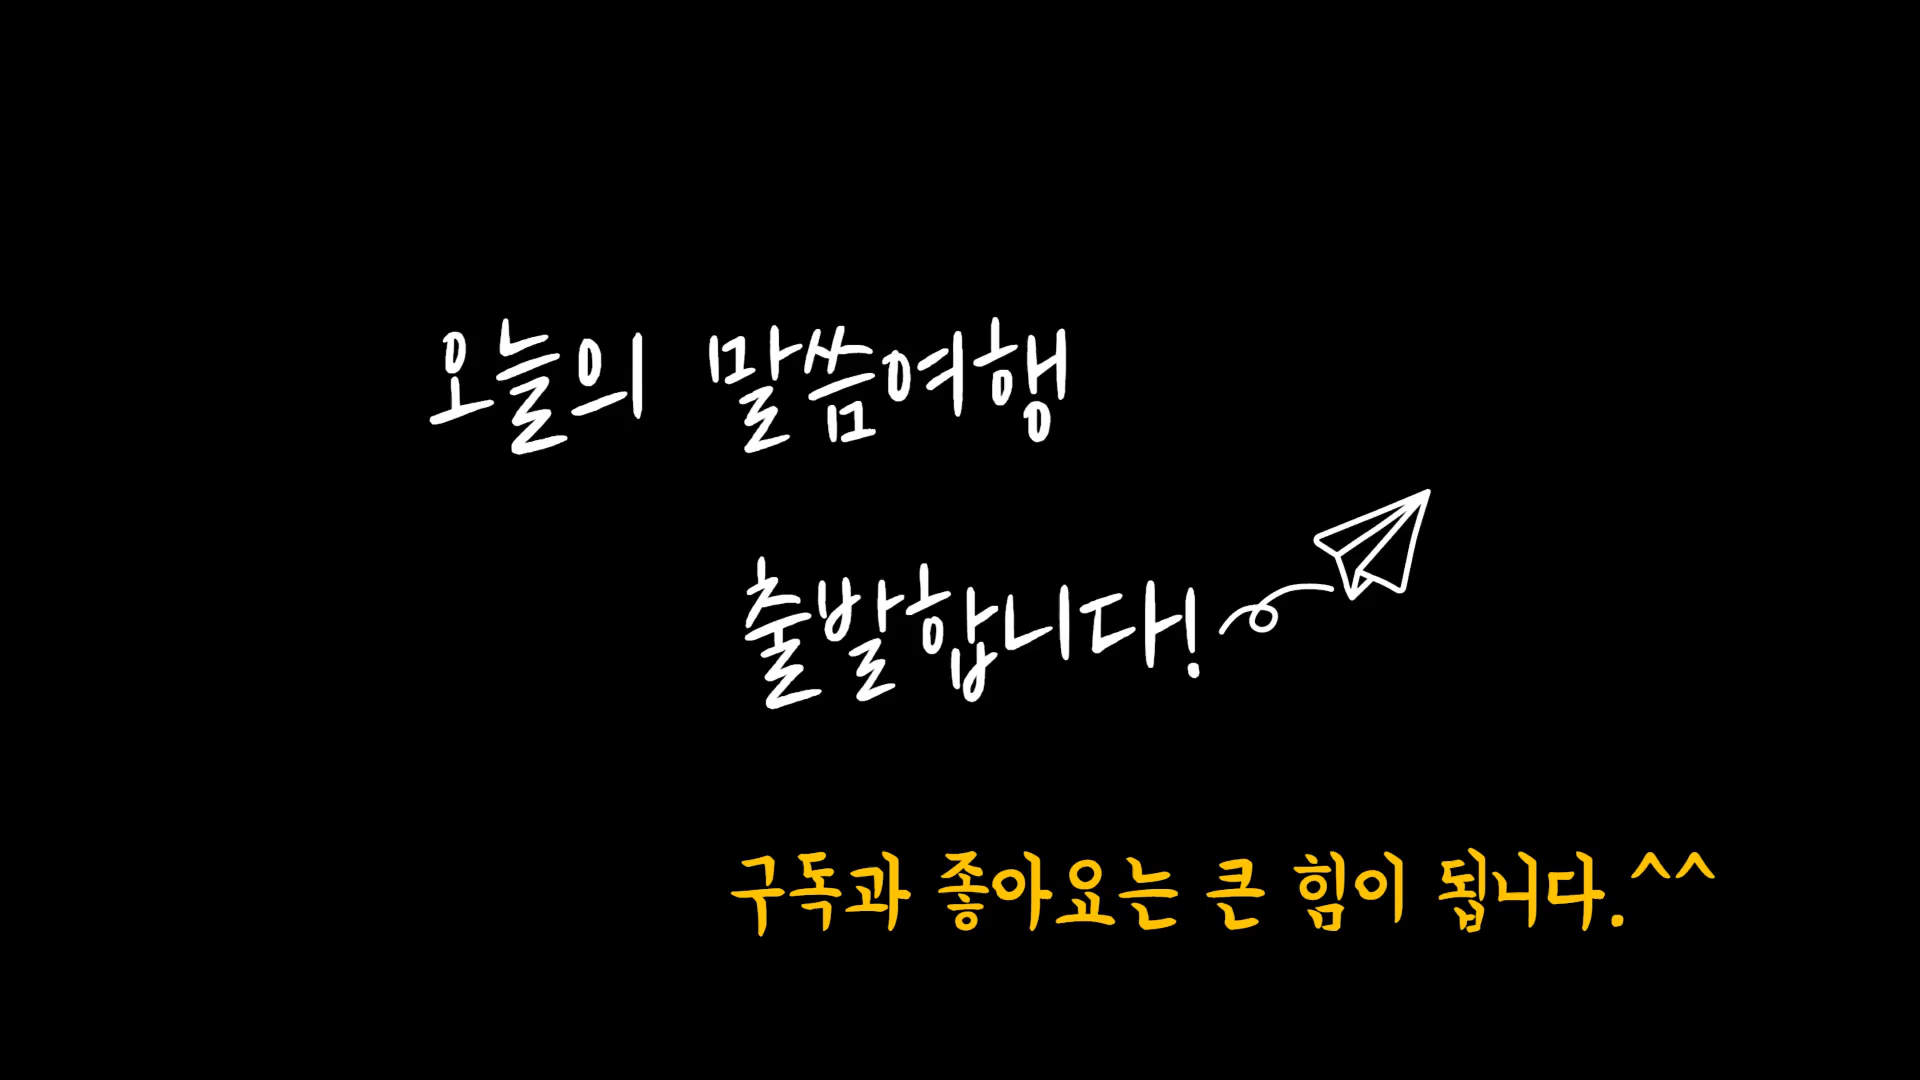 오늘의 말씀여행
출발합니다!
구독과 좋아요는 큰 힘이 됩니다.^^